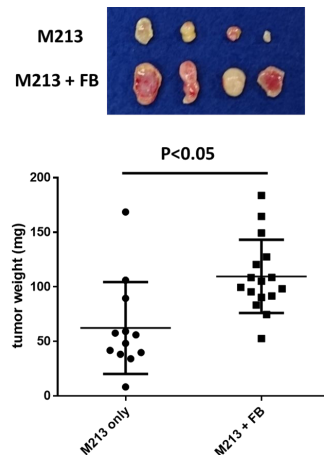 M213
M213 + FB
P<0.05
200
150
100
50
0
tumor weight (mg)
M213 only
M213 + FB